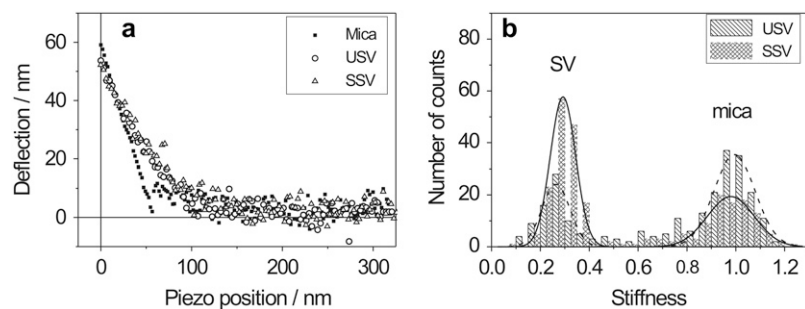 a
Mica
USV
SSV
Deflection / nm
60
40
20
0
0
100
200
300
Piezo position / nm
b
USV
SSV
SV
mica
Number of counts
80
60
40
20
0
0.0
0.2
0.4
0.6
0.8
1.0
1.2
Stiffness